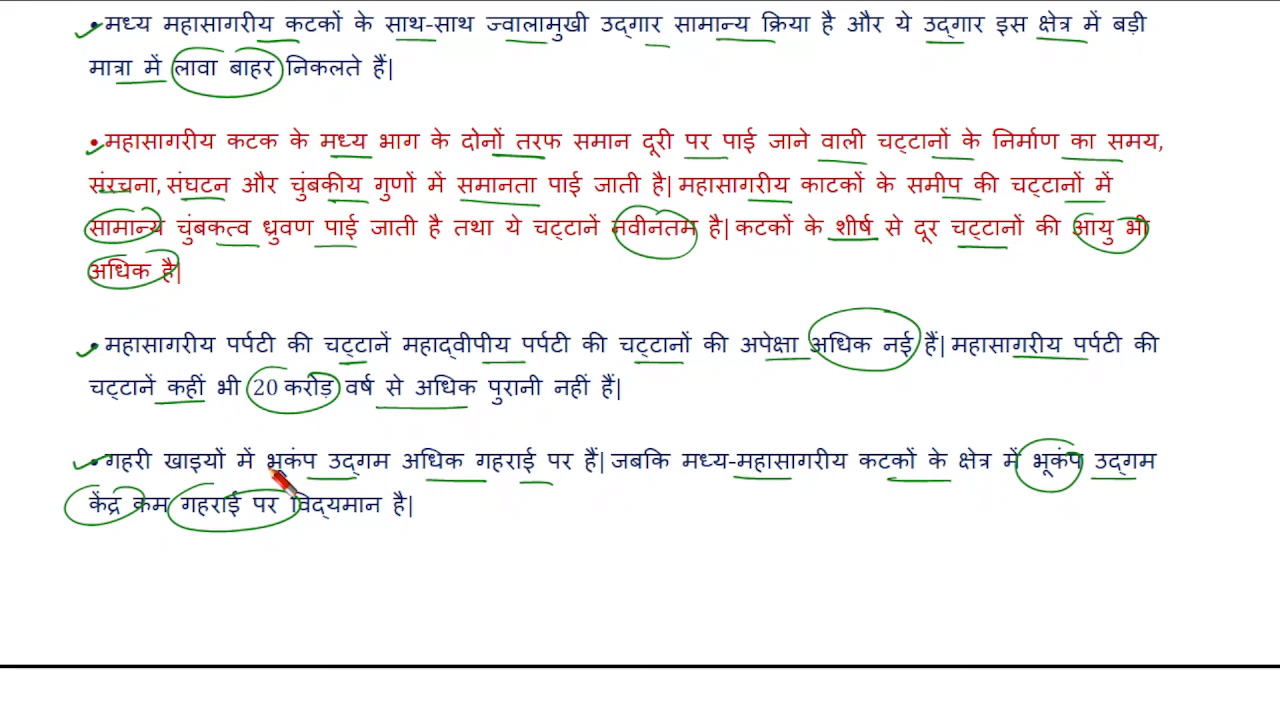 •मध्य महासागरीय कटकों के साथ-साथ ज्वालामुखी उद्‌गार सामान्य क्रिया है और ये उद्‌गार इस क्षेत्र में बड़ी
मात्रा में लावा बाहर निकलते हैं|
•महासागरीय कटक के मध्य भाग के दोनों तरफ समान दूरी पर पाई जाने वाली चट्‌टानों के निर्माण का समय,
संरचना, संघटन और चुंबकीय गुणों में समानता पाई जाती है| महासागरीय काटकों के समीप की चट्‌टानों में
सामान्य चुंबकत्व ध्रुवण पाई जाती है तथा ये चट्‌टानें नवीनतम है| कटकों के शीर्ष से दूर चट्‌टानों की आयु भी
अधिक है|
•महासागरीय पर्पटी की चट्‌टानें महाद्‌वीपीय पर्पटी की चट्‌टानों की अपेक्षा अधिक नई हैं| महासागरीय पर्पटी की
चट्‌टानें कहीं भी 20 करोड़ वर्ष से अधिक पुरानी नहीं हैं|
•गहरी खाइयों में भूकंप उद्‌गम अधिक गहराई पर हैं| जबकि मध्य-महासागरीय कटकों के क्षेत्र में भूकंप उद्‌गम
केंद्र कम गहराई पर विद्‌यमान है|